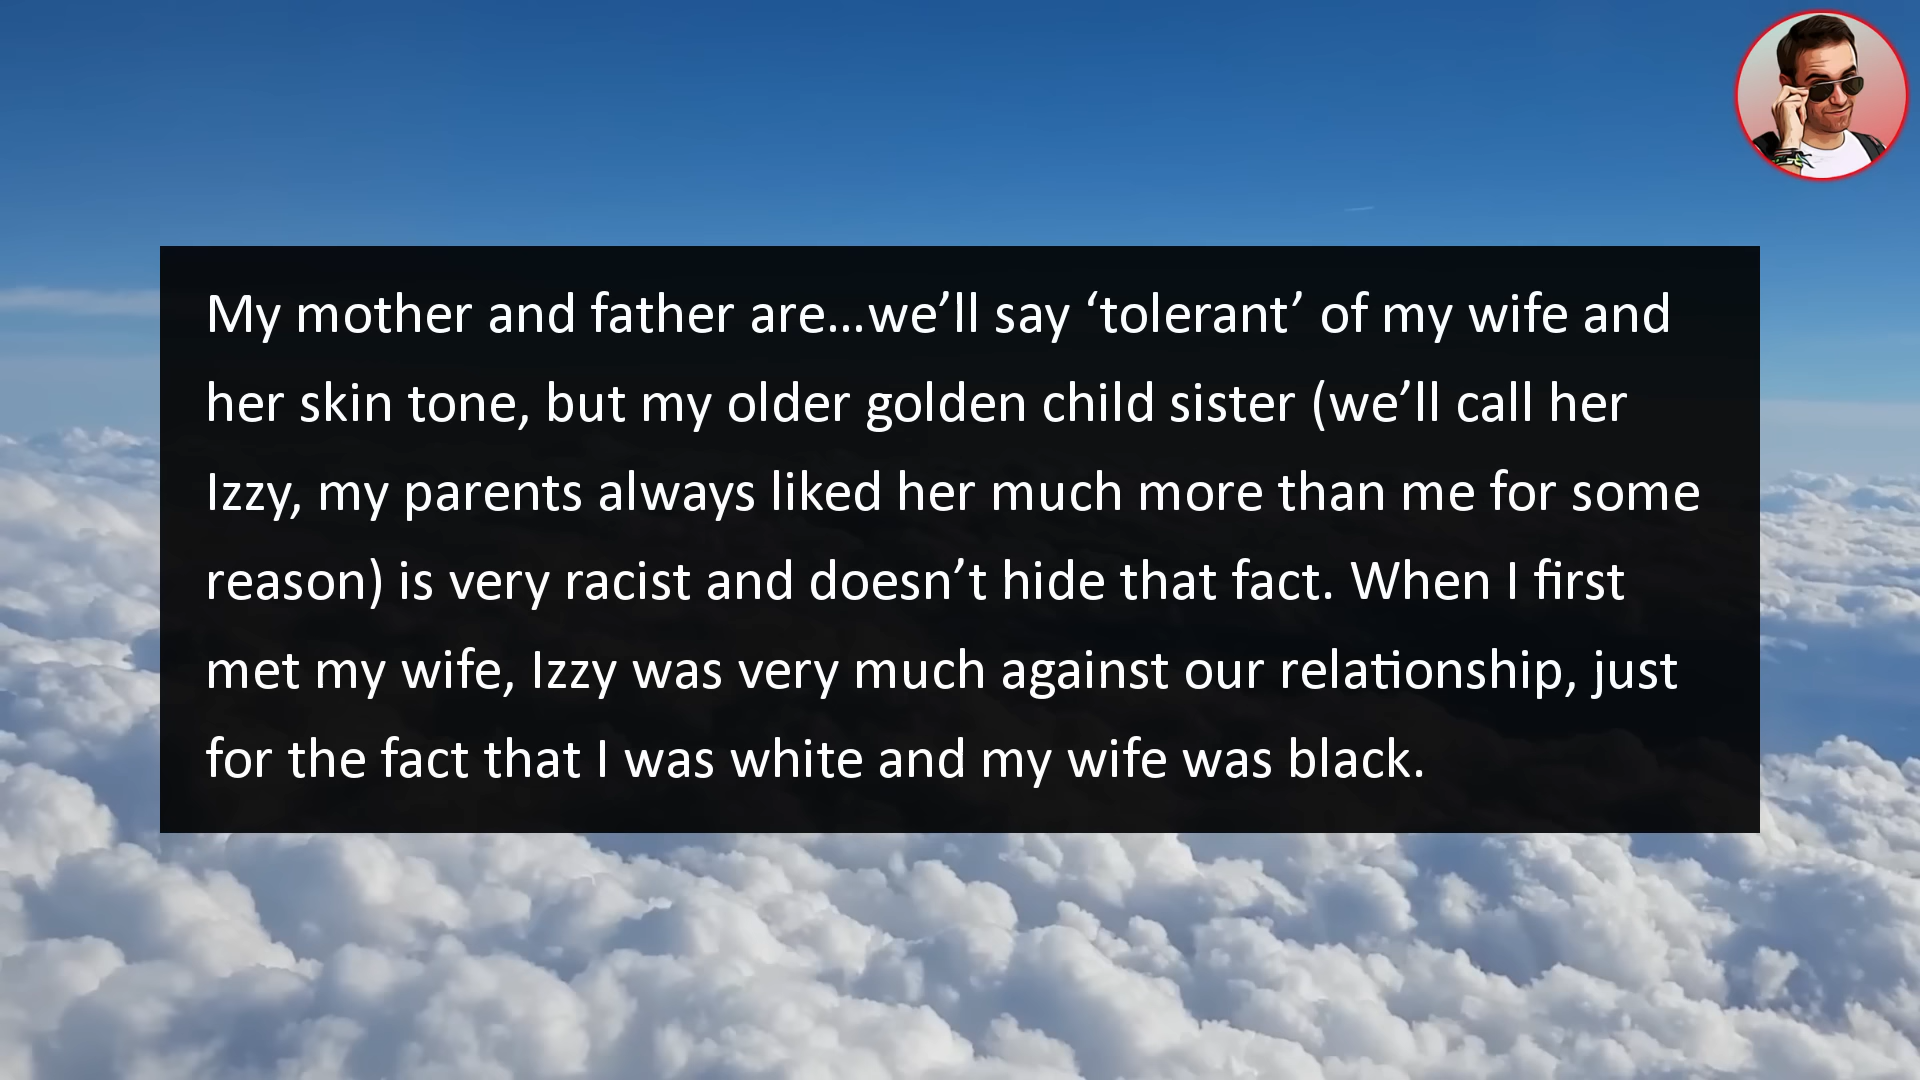 My mother and father are…we’ll say ‘tolerant’ of my wife and
her skin tone, but my older golden child sister (we’ll call her
Izzy, my parents always liked her much more than me for some
reason) is very racist and doesn’t hide that fact. When I first
met my wife, Izzy was very much against our relationship, just
for the fact that I was white and my wife was black.